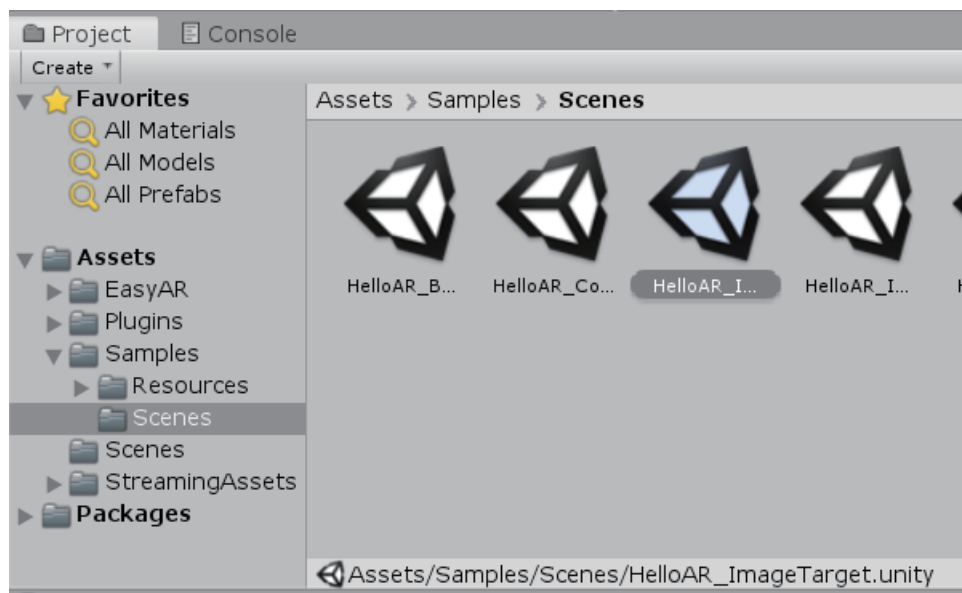 Project Console
Create
Favorites
All Materials
All Models
All Prefabs
Assets
EasyAR
Plugins
Samples
Resources
Scenes
Scenes
StreamingAssets
Packages
Assets Samples Scenes
HelloAR_B... HelloAR_Co... HelloAR_I... HelloAR_I...
Assets/Samples/Scenes/HelloAR_ImageTarget.unity